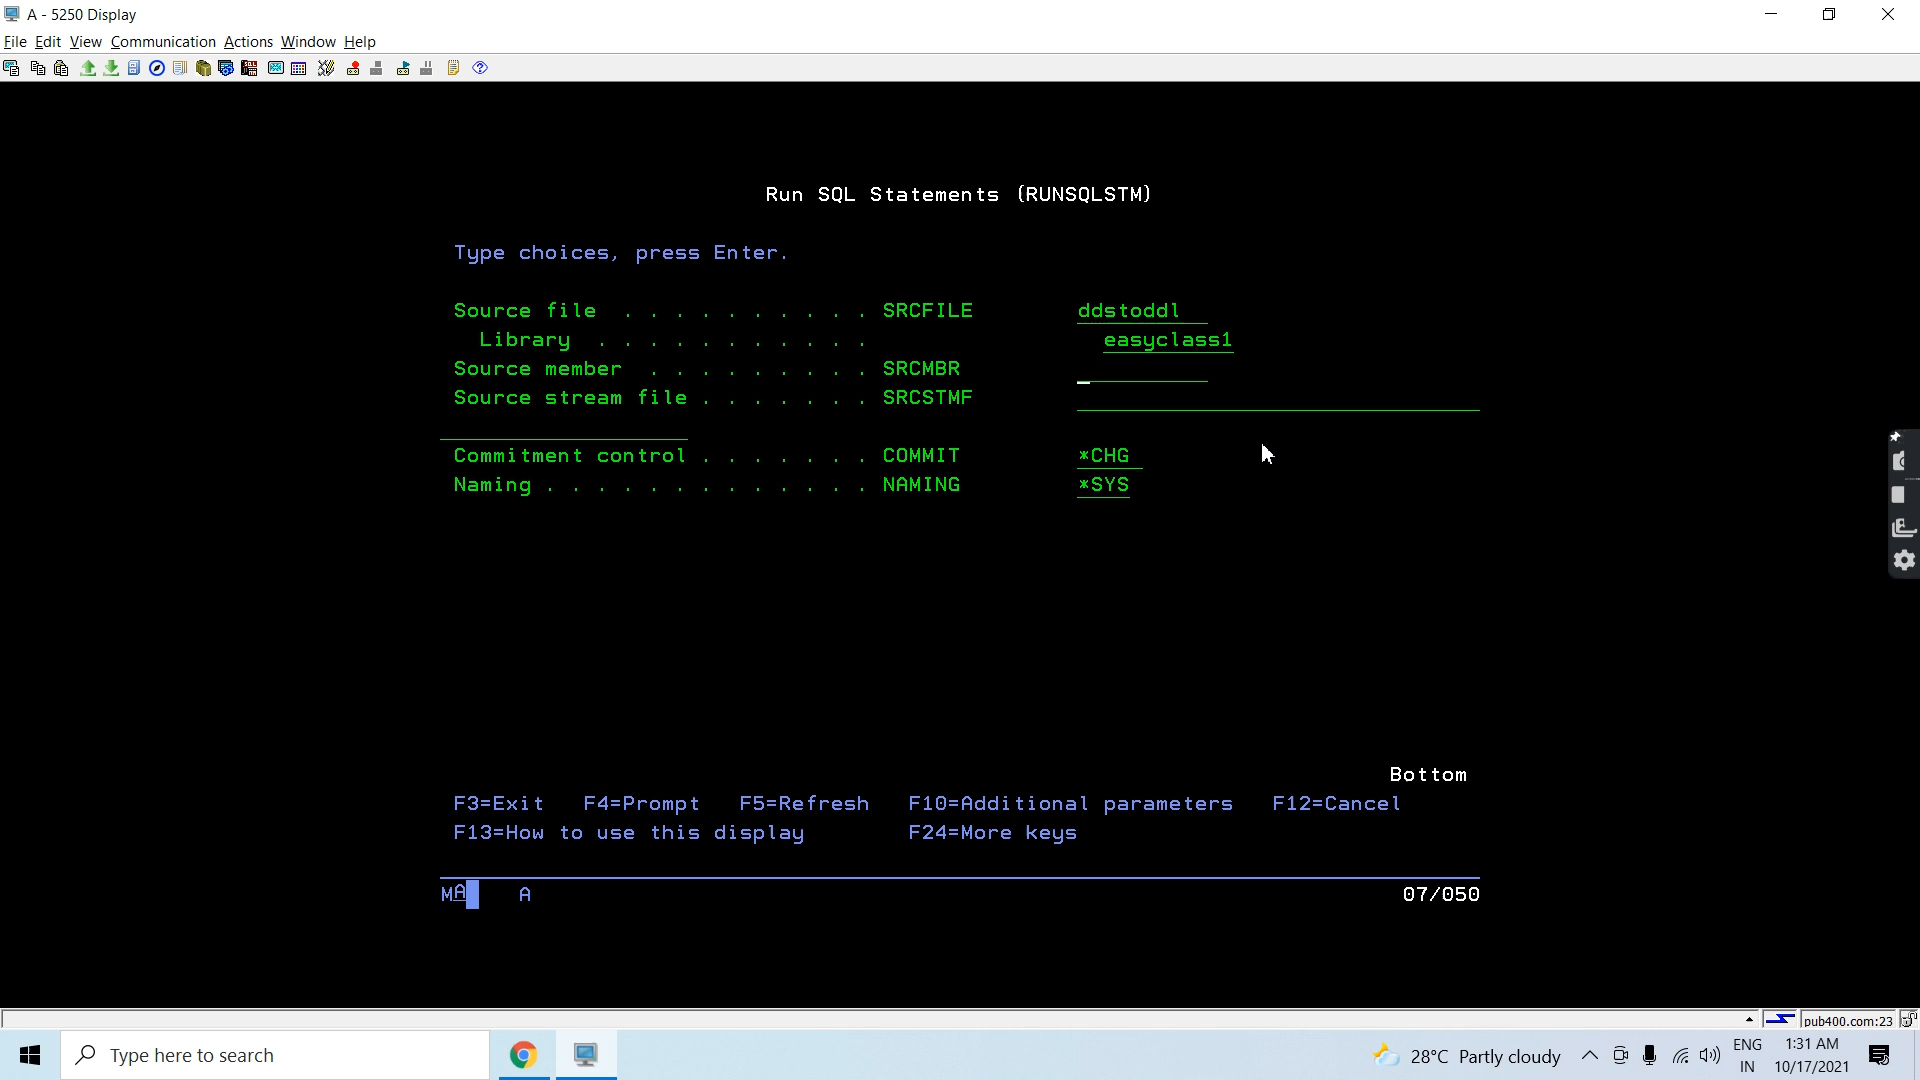 A - 5250 Display
File Edit View Communication Actions Window Help
Run SQL Statements (RUNSQLSTM)
Type choices, press Enter.
Source file . . . . . . . . . . SRCFILE ddstoddl
Library . . . . . . . . . . . easyclass1
Source member . . . . . . . . . SRCMBR
Source stream file . . . . . . . SRCSTMF
Commitment control . . . . . . . COMMIT *CHG
Naming . . . . . . . . . . . . . NAMING *SYS
Bottom
F3=Exit F4=Prompt F5=Refresh F10=Additional parameters F12=Cancel
F13=How to use this display F24=More keys
MA A 07/050
pub400.com:23
Type here to search
28°C Partly cloudy
ENG
IN
1:31 AM
10/17/2021